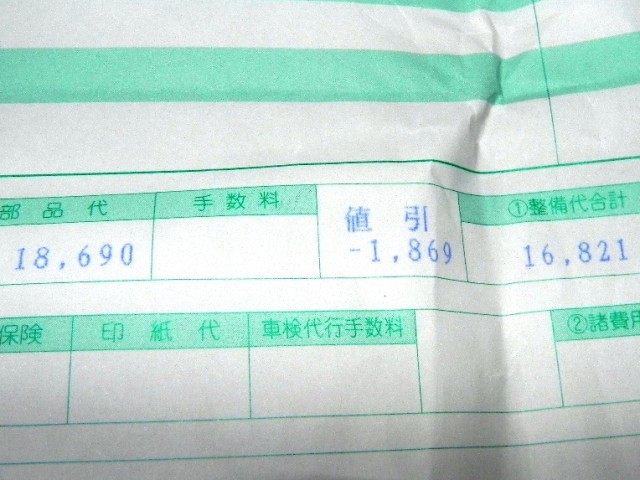 部品代 手数料 値引 ①整備代合計
18,690 -1,869 16,821
保険 印紙代 車検代行手数料 ②諸費用